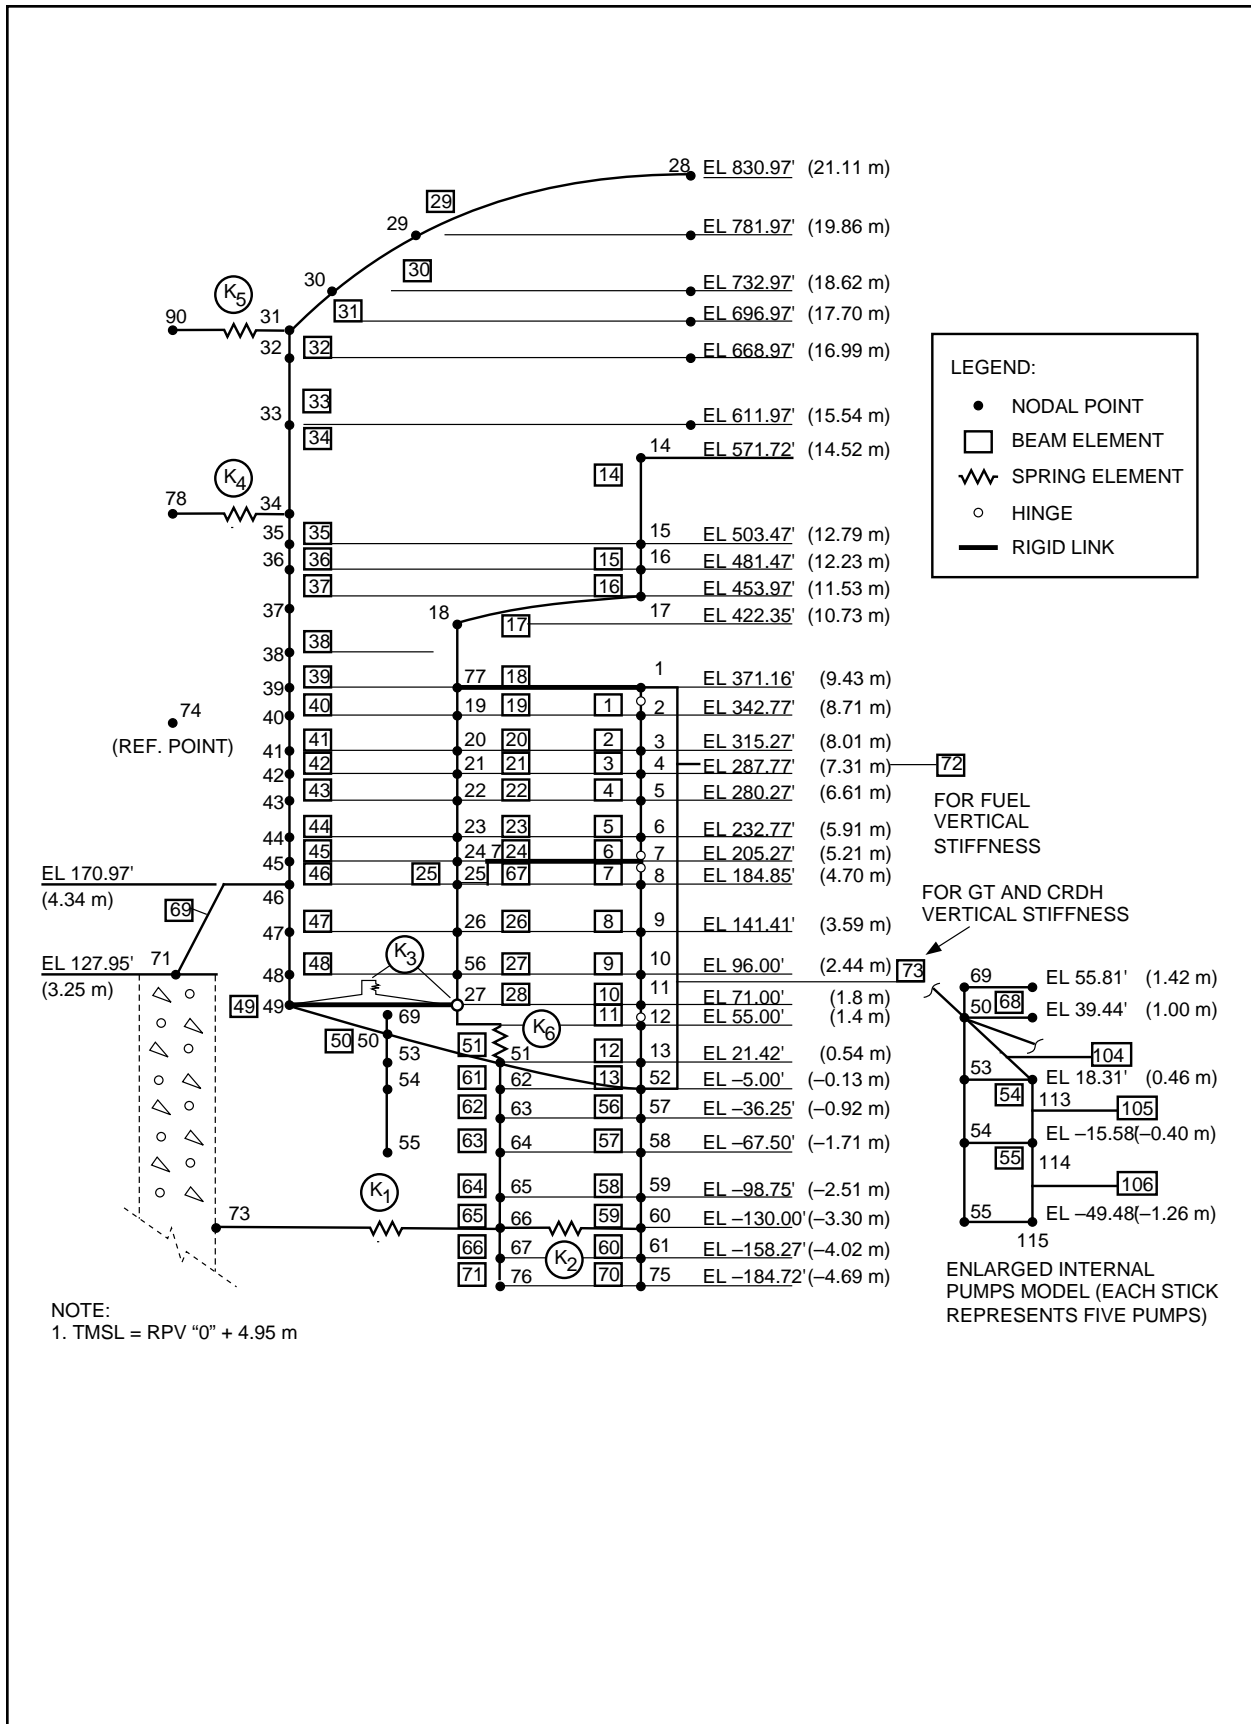 28 EL 830.97' (21.11 m)
29
29 EL 781.97' (19.86 m)
30 30 EL 732.97' (18.62 m)
K5
90 31 31 EL 696.97' (17.70 m)
32 32 EL 668.97' (16.99 m)
33
33 EL 611.97' (15.54 m)
34
14 EL 571.72' (14.52 m)
K4 14
78 34
35 35 15 EL 503.47' (12.79 m)
36 36 15 16 EL 481.47' (12.23 m)
37 16 EL 453.97' (11.53 m)
37 18 17 17 EL 422.35' (10.73 m)
38 38
1
39 39 77 18 EL 371.16' (9.43 m)
74 40 40 19 19 1 2 EL 342.77' (8.71 m)
(REF. POINT)
41 41 20 20 2 3 EL 315.27' (8.01 m)
42 42 21 21 3 4 EL 287.77' (7.31 m) 72
43 43 22 22 4 5 EL 280.27' (6.61 m)
44 44 23 23 5 6 EL 232.77' (5.91 m)
45 45 24 7 24 6 7 EL 205.27' (5.21 m)
EL 170.97' 46 46 25 25 67 7 8 EL 184.85' (4.70 m)
(4.34 m)
69
47 47 26 26 8 9 EL 141.41' (3.59 m)
71
EL 127.95' 48 48 K3 56 27 9 10 EL 96.00' (2.44 m) 73
(3.25 m)
49 49 27 28 10 11 EL 71.00' (1.8 m)
69 K6 11 12 EL 55.00' (1.4 m)
50 50
53 51 51 12 13 EL 21.42' (0.54 m)
54 61 62 13 52 EL –5.00' (–0.13 m)
62 63 56 57 EL –36.25' (–0.92 m)
55 63 64 57 58 EL –67.50' (–1.71 m)
K1 64 65 58 59 EL –98.75' (–2.51 m)
73 65 66 59 60 EL –130.00' (–3.30 m)
66 67 K2 60 61 EL –158.27' (–4.02 m)
71 76 70 75 EL –184.72' (–4.69 m)
LEGEND:
NODAL POINT
BEAM ELEMENT
SPRING ELEMENT
HINGE
RIGID LINK
FOR FUEL
VERTICAL
STIFFNESS
FOR GT AND CRDH
VERTICAL STIFFNESS
69 EL 55.81' (1.42 m)
50 68 EL 39.44' (1.00 m)
104
53 54 EL 18.31' (0.46 m)
113 105
54 EL –15.58(–0.40 m)
55 114
106
55 EL –49.48(–1.26 m)
115
ENLARGED INTERNAL
PUMPS MODEL (EACH STICK
REPRESENTS FIVE PUMPS)
NOTE:
1. TMSL = RPV “0” + 4.95 m